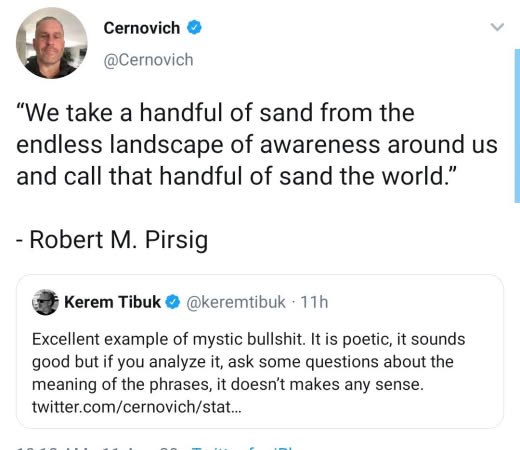 Cernovich
@Cernovich
“We take a handful of sand from the
endless landscape of awareness around us
and call that handful of sand the world.”
- Robert M. Pirsig
Kerem Tibuk @keremtibuk · 11h
Excellent example of mystic bullshit. It is poetic, it sounds
good but if you analyze it, ask some questions about the
meaning of the phrases, it doesn’t makes any sense.
twitter.com/cernovich/stat…